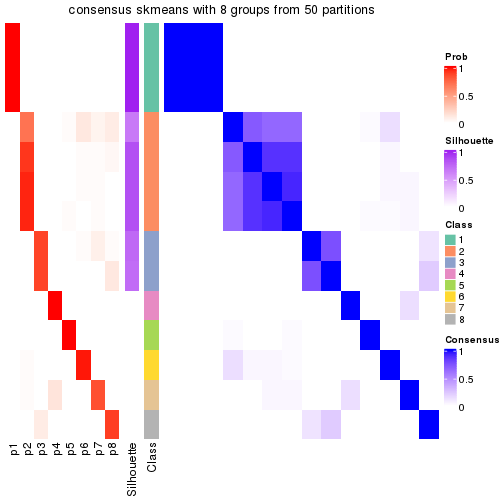 consensus skmeans with 8 groups from 50 partitions
Prob
1
0.5
0
Silhouette
1
0.5
0
Class
1
2
3
4
5
6
7
8
Consensus
1
0.5
0
p1
p2
p3
p4
p5
p6
p7
p8
Silhouette
Class